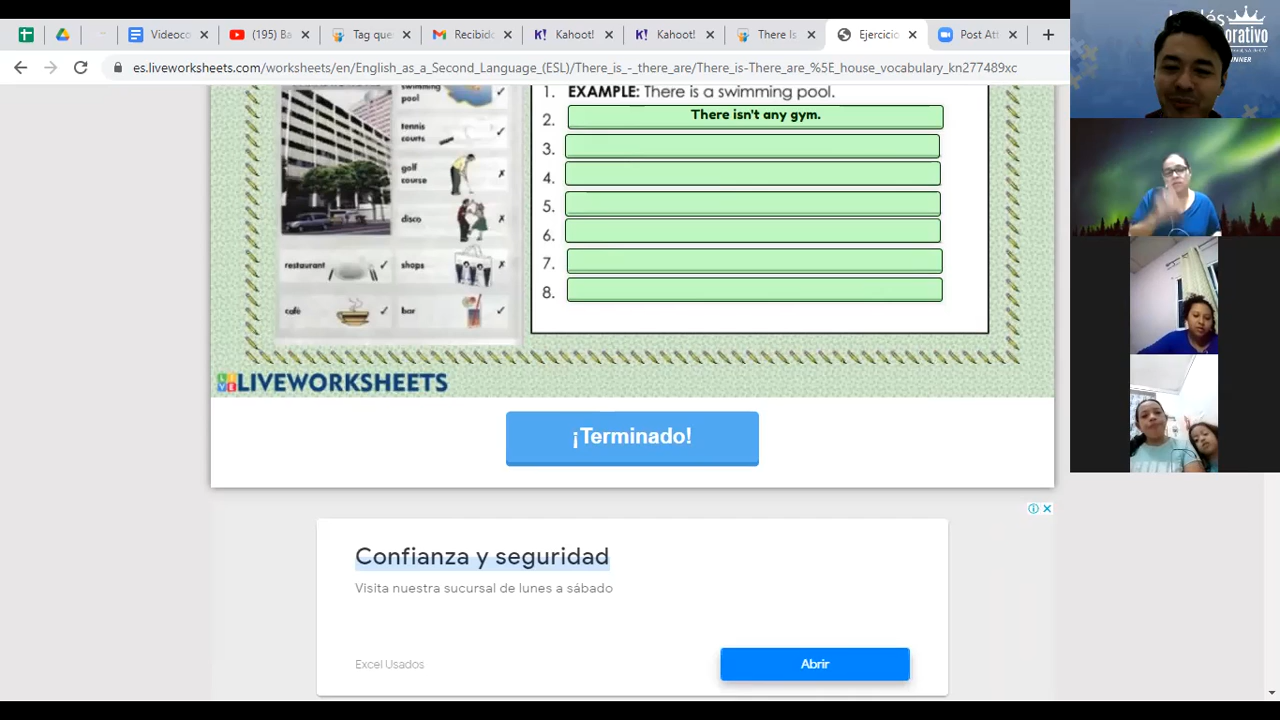 Videoco
(195) Ba
Tag que
Recibido
Kahoot!
Kahoot!
There Is
Ejercicio
Post Att
es.liveworksheets.com/worksheets/en/English_as_a_Second_Language_(ESL)/There_is_-_there_are/There_is-There_are_%5E_house_vocabulary_kn277489xc
swimming
pool
tennis
courts
golf
course
disco
restaurant
shops
café
bar
1. EXAMPLE: There is a swimming pool.
2. There isn't any gym.
3.
4.
5.
6.
7.
8.
LIVEWORKSHEETS
¡Terminado!
Confianza y seguridad
Visita nuestra sucursal de lunes a sábado
Excel Usados
Abrir